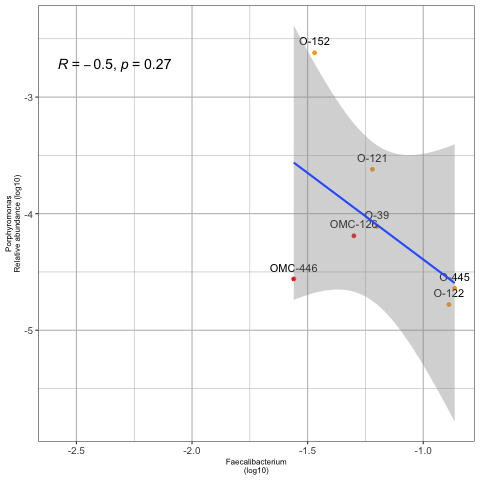 O-152
R = −0.5, p = 0.27
-3
O-121
O-39
-4
OMC-126
OMC-446
O-445
O-122
-5
Porphyromonas
Relative abundance (log10)
-2.5
-2.0
-1.5
-1.0
Faecalibacterium
(log10)